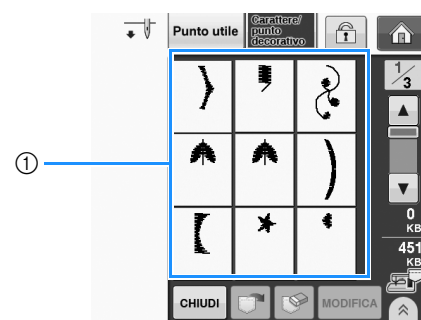 Punto utile
Carattere/
punto
decorativo
1/3
①
0
KB
451
KB
CHIUDI
MODIFICA